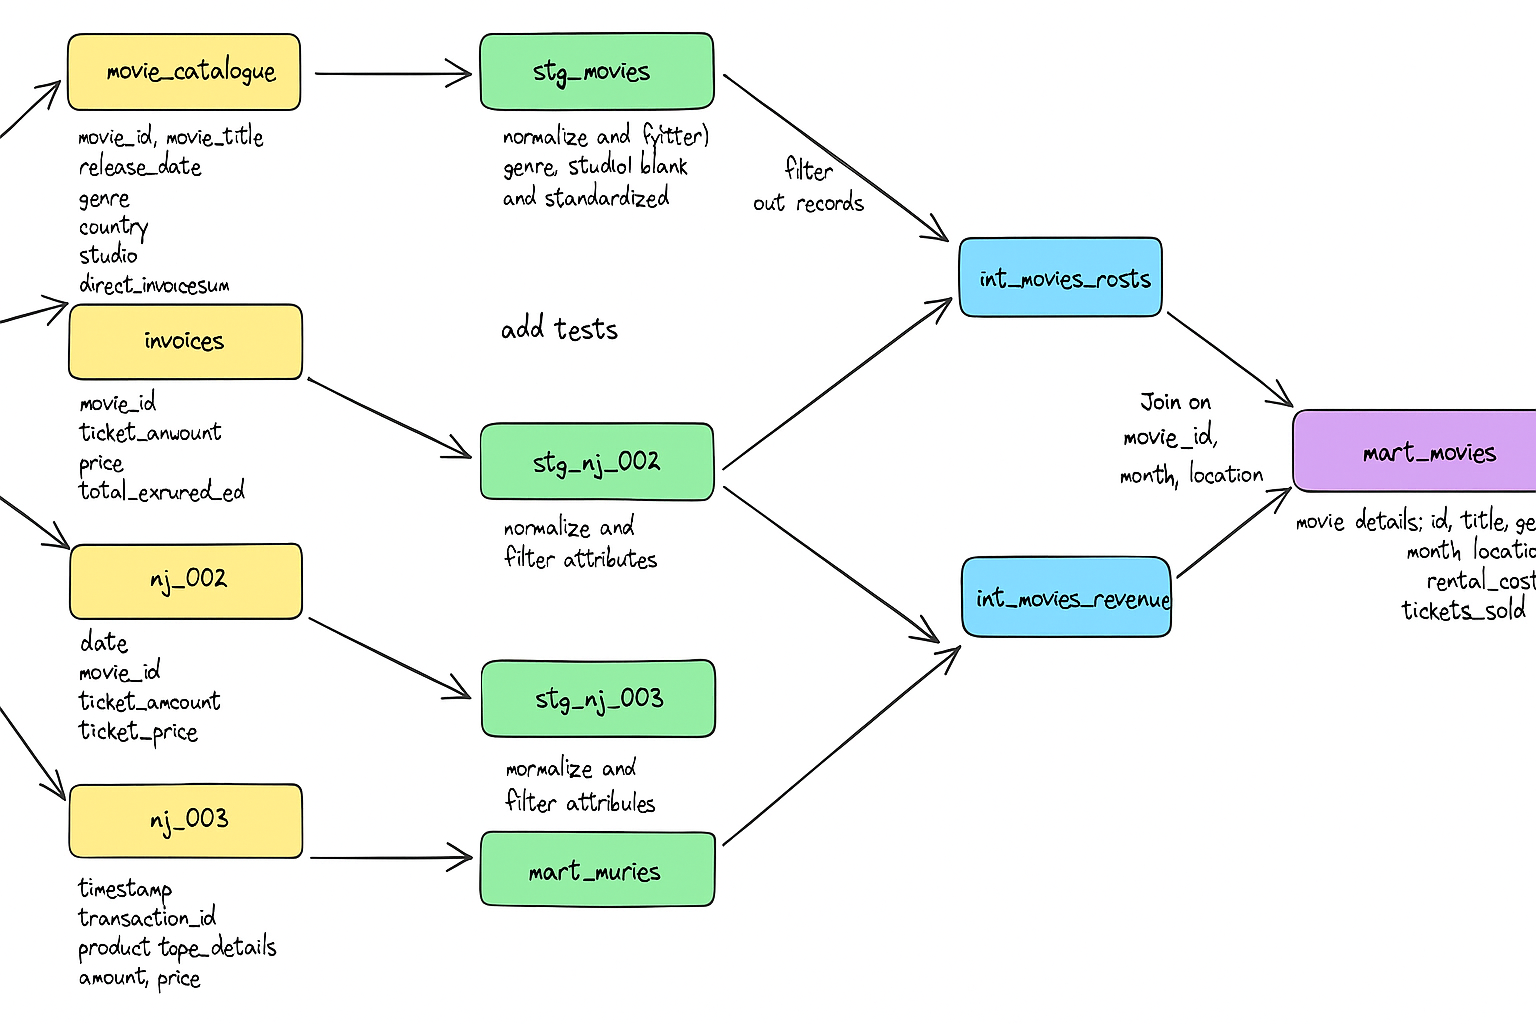 movie_catalogue
movie_id, movie_title
release_date
genre
country
studio
direct_invoicesum
invoices
movie_id
ticket_anwount
price
total_exrured_ed
nj_002
date
movie_id
ticket_amcount
ticket_price
nj_003
timestamp
transaction_id
product tope_details
amount, price
stg_movies
normalize and
genre, studiol blank
and standardized
add tests
stg_nj_002
normalize and
filter attributes
stg_nj_003
mormalize and
filter attribules
mart_muries
filter
out records
int_movies_rosts
int_movies_revenue
Join on
movie_id,
month, location
mart_movies
movie details; id, title, ge
month locatio
rental_cost
tickets_sold